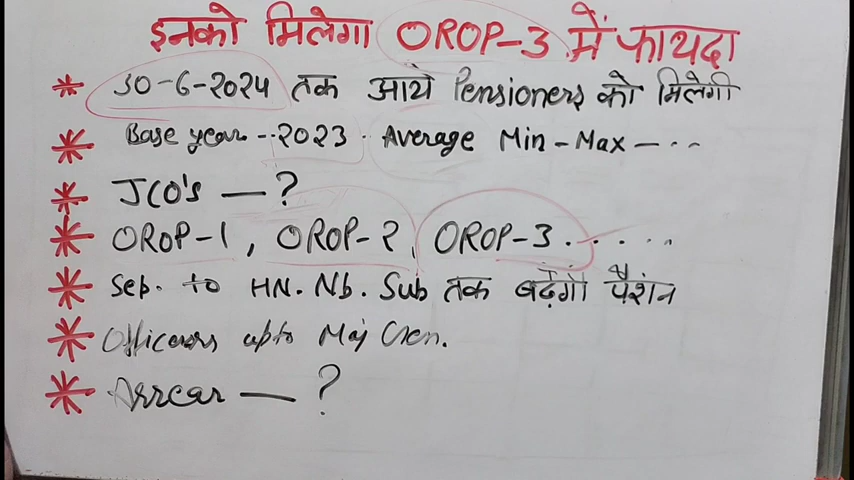 इनको मिलेगा OROP-3 में फायदा
* 30-6-2024 तक आये Pensioners को मिलेगी
* Base year --2023. Average Min-Max — --
* JCO's — ?
* OROP-1, OROP-2, OROP-3......
* Sep. to HN. Nb. Sub तक बढ़ेंगी पैंशन
* Officers upto Maj Gen.
* Arrear — ?